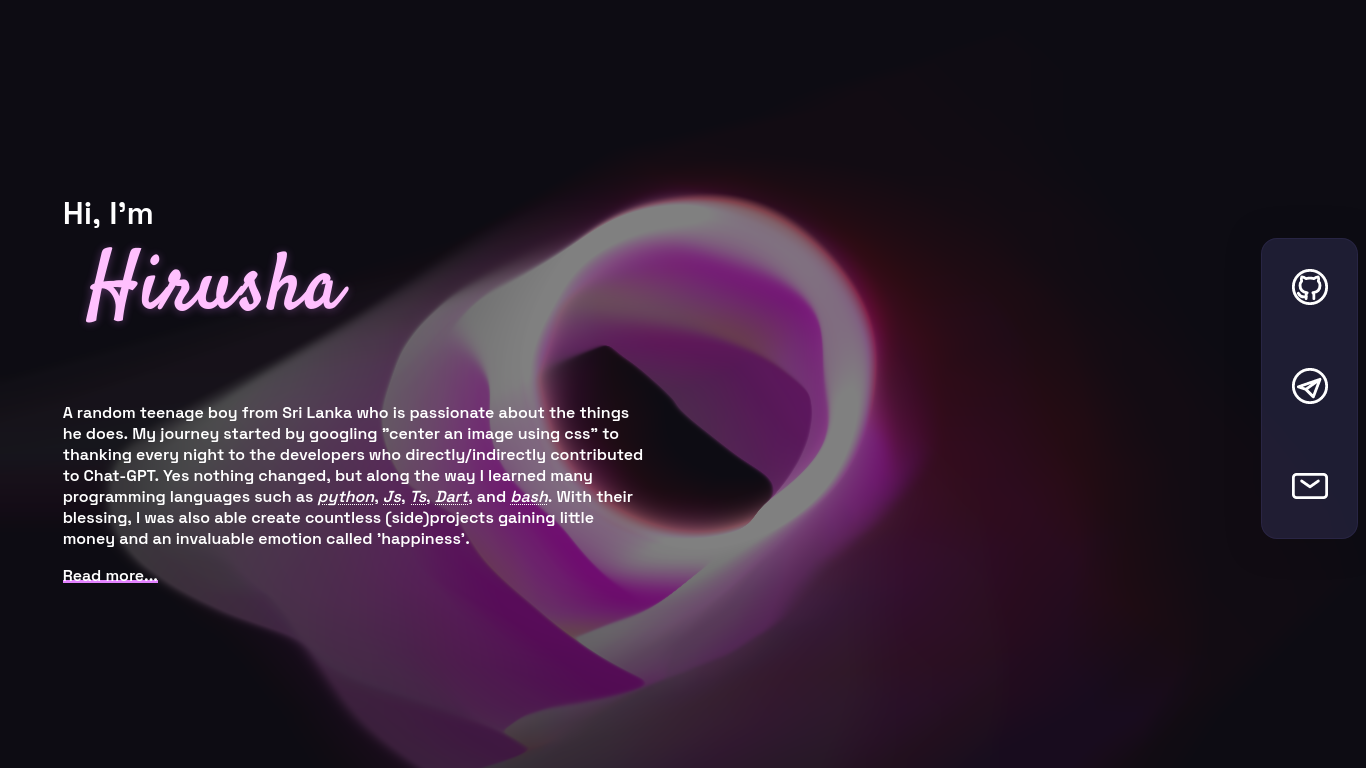 Hi, I'm
Hirusha
A random teenage boy from Sri Lanka who is passionate about the things
he does. My journey started by googling "center an image using css" to
thanking every night to the developers who directly/indirectly contributed
to Chat-GPT. Yes nothing changed, but along the way I learned many
programming languages such as python, Js, Ts, Dart, and bash. With their
blessing, I was also able create countless (side)projects gaining little
money and an invaluable emotion called 'happiness'.
Read more...